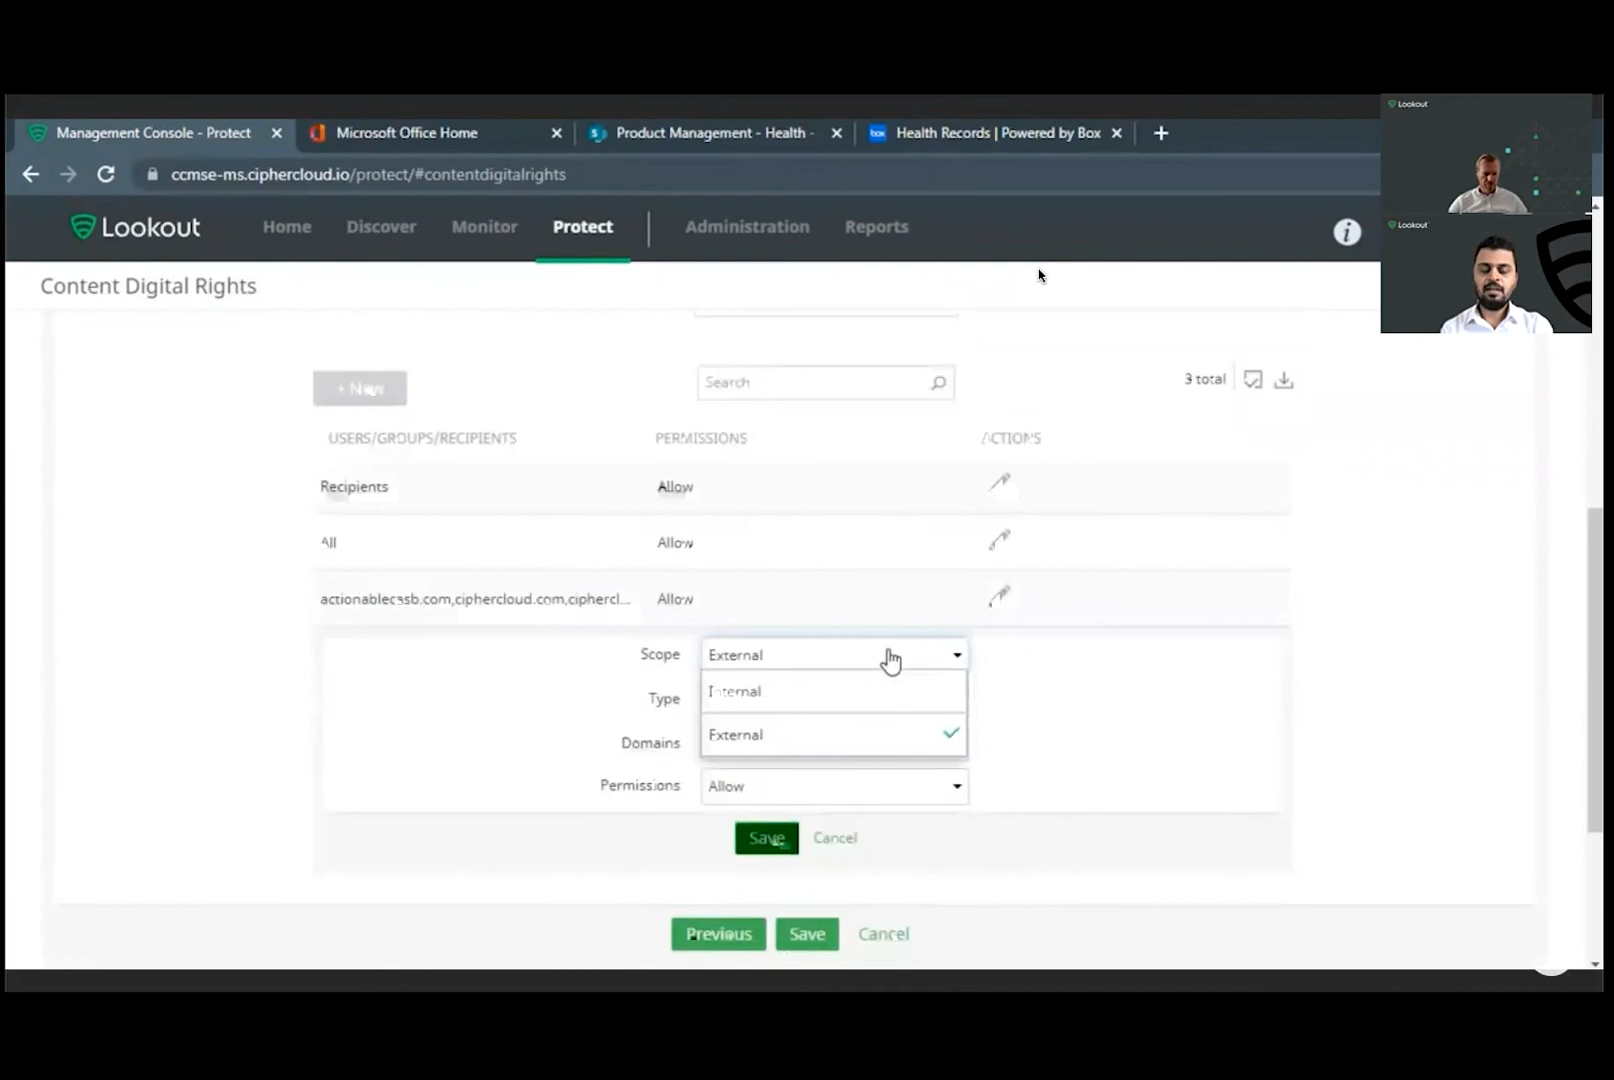 Lookout
Management Console - Protect
Microsoft Office Home
Product Management - Health -
box
Health Records | Powered by Box
ccmse-ms.ciphercloud.io/protect/#contentdigitalrights
Lookout
Home
Discover
Monitor
Protect
Administration
Reports
Lookout
Content Digital Rights
+ New
Search
3 total
USERS/GROUPS/RECIPIENTS
PERMISSIONS
ACTIONS
Recipients
Allow
All
Allow
actionablecasb.com,ciphercloud.com,ciphercl...
Allow
Scope
External
Internal
Type
External
Domains
Permissions
Allow
Save
Cancel
Previous
Save
Cancel